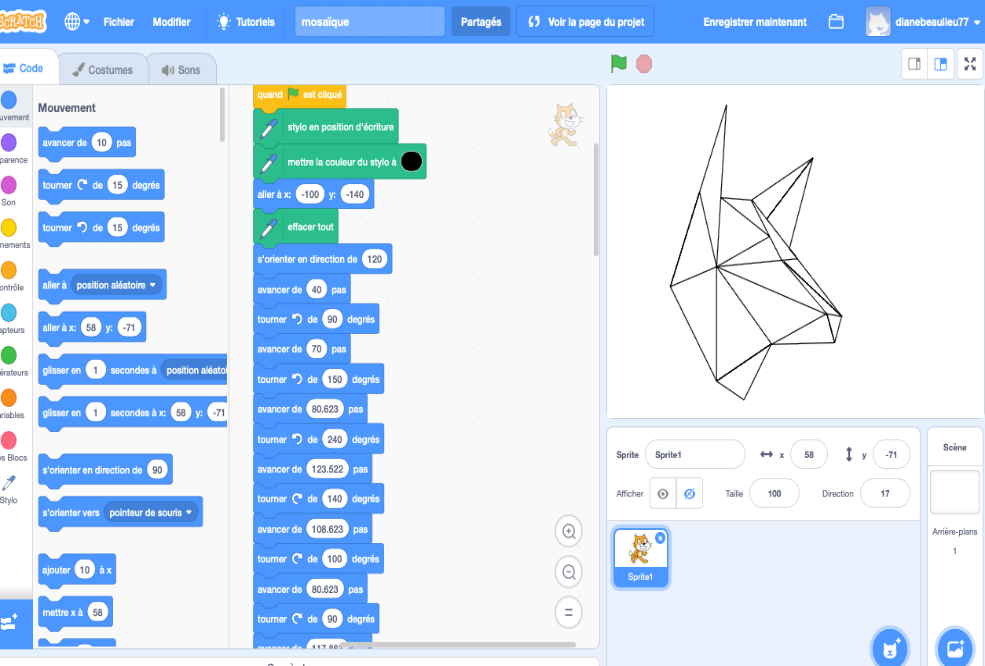 SCRATCH
Fichier
Modifier
Tutoriels
mosaïque
Partagés
Voir la page du projet
Enregistrer maintenant
dianebeaulieu77
Code
Costumes
Sons
Son
Stylo
Mouvement
avancer de 10 pas
tourner de 15 degrés
tourner de 15 degrés
aller à position aléatoire
aller à x: 58 y: -71
glisser en 1 secondes à position aléatoi
glisser en 1 secondes à x: 58 y: -71
s'orienter en direction de 90
s'orienter vers pointeur de souris
ajouter 10 à x
mettre x à 58
quand est cliqué
stylo en position d'écriture
mettre la couleur du stylo à
aller à x: -100 y: -140
effacer tout
s'orienter en direction de 120
avancer de 40 pas
tourner de 90 degrés
avancer de 70 pas
tourner de 150 degrés
avancer de 80.623 pas
tourner de 240 degrés
avancer de 123.522 pas
tourner de 140 degrés
avancer de 108.623 pas
tourner de 100 degrés
avancer de 80.623 pas
tourner de 90 degrés
Sprite Sprite1 x 58 y -71
Afficher Taille 100 Direction 17
Sprite1
Scène
Arrière-plans
1